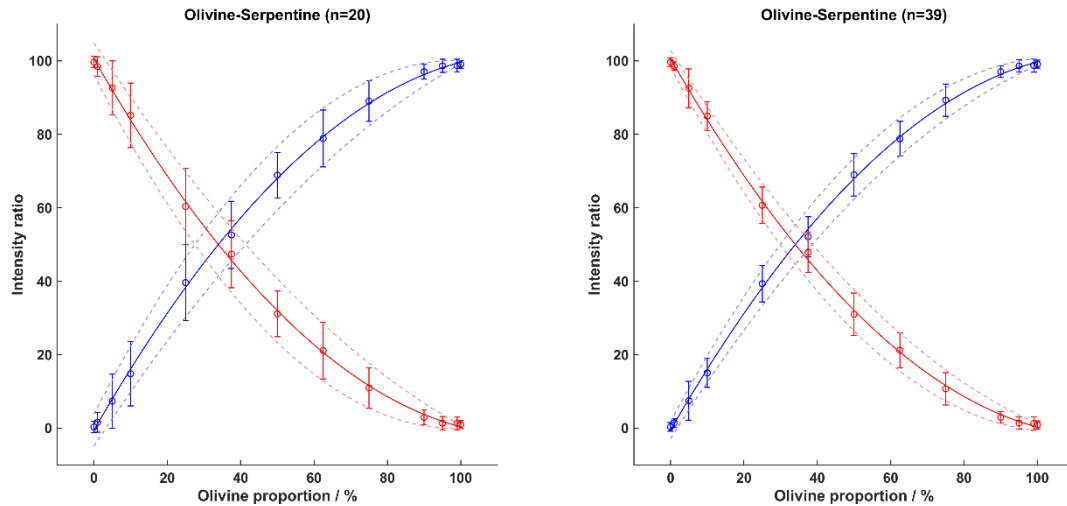 Olivine-Serpentine (n=20)
Intensity ratio
100
80
60
40
20
0
0 20 40 60 80 100
Olivine proportion / %
Olivine-Serpentine (n=39)
Intensity ratio
100
80
60
40
20
0
0 20 40 60 80 100
Olivine proportion / %